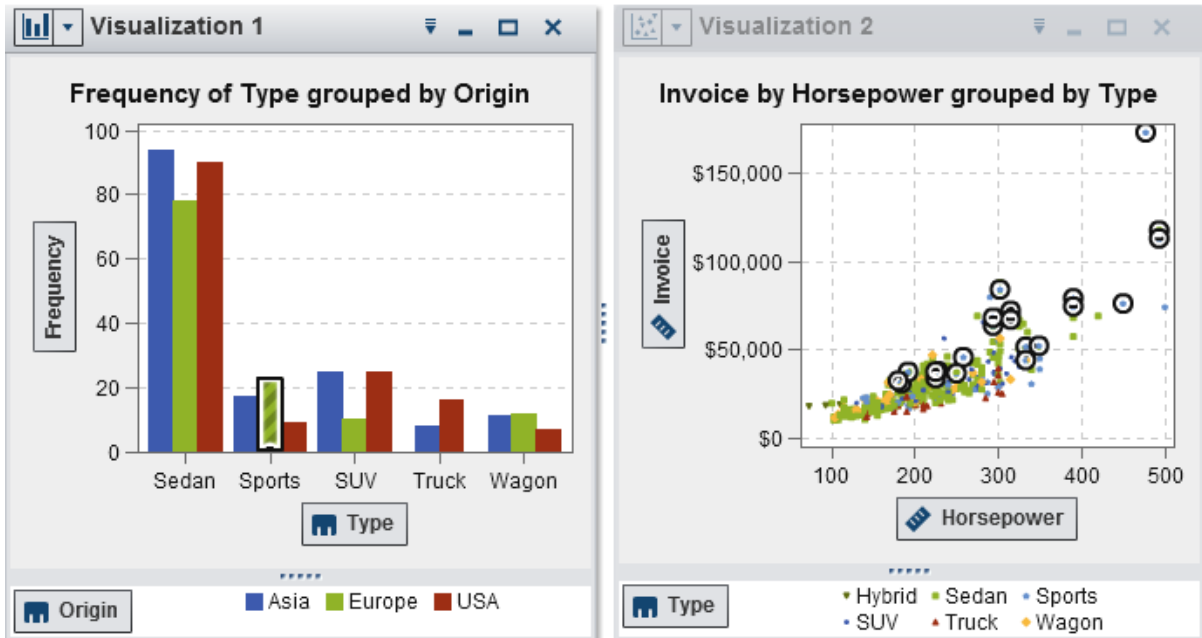 Visualization 1
Frequency of Type grouped by Origin
100
80
60
40
20
0
Frequency
Sedan Sports SUV Truck Wagon
Type
Origin
Asia Europe USA
Visualization 2
Invoice by Horsepower grouped by Type
$150,000
$100,000
$50,000
$0
Invoice
100 200 300 400 500
Horsepower
Type
Hybrid Sedan Sports
SUV Truck Wagon